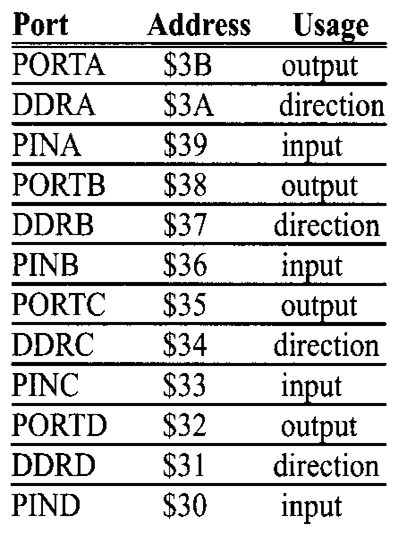 Port Address Usage
PORTA $3B output
DDRA $3A direction
PINA $39 input
PORTB $38 output
DDRB $37 direction
PINB $36 input
PORTC $35 output
DDRC $34 direction
PINC $33 input
PORTD $32 output
DDRD $31 direction
PIND $30 input